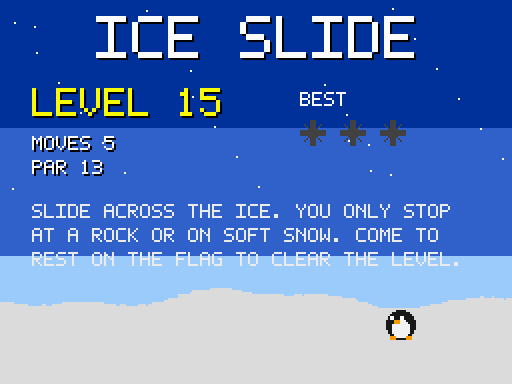 ICE SLIDE
LEVEL 15
BEST
MOVES 5
PAR 13
SLIDE ACROSS THE ICE. YOU ONLY STOP
AT A ROCK OR ON SOFT SNOW. COME TO
REST ON THE FLAG TO CLEAR THE LEVEL.